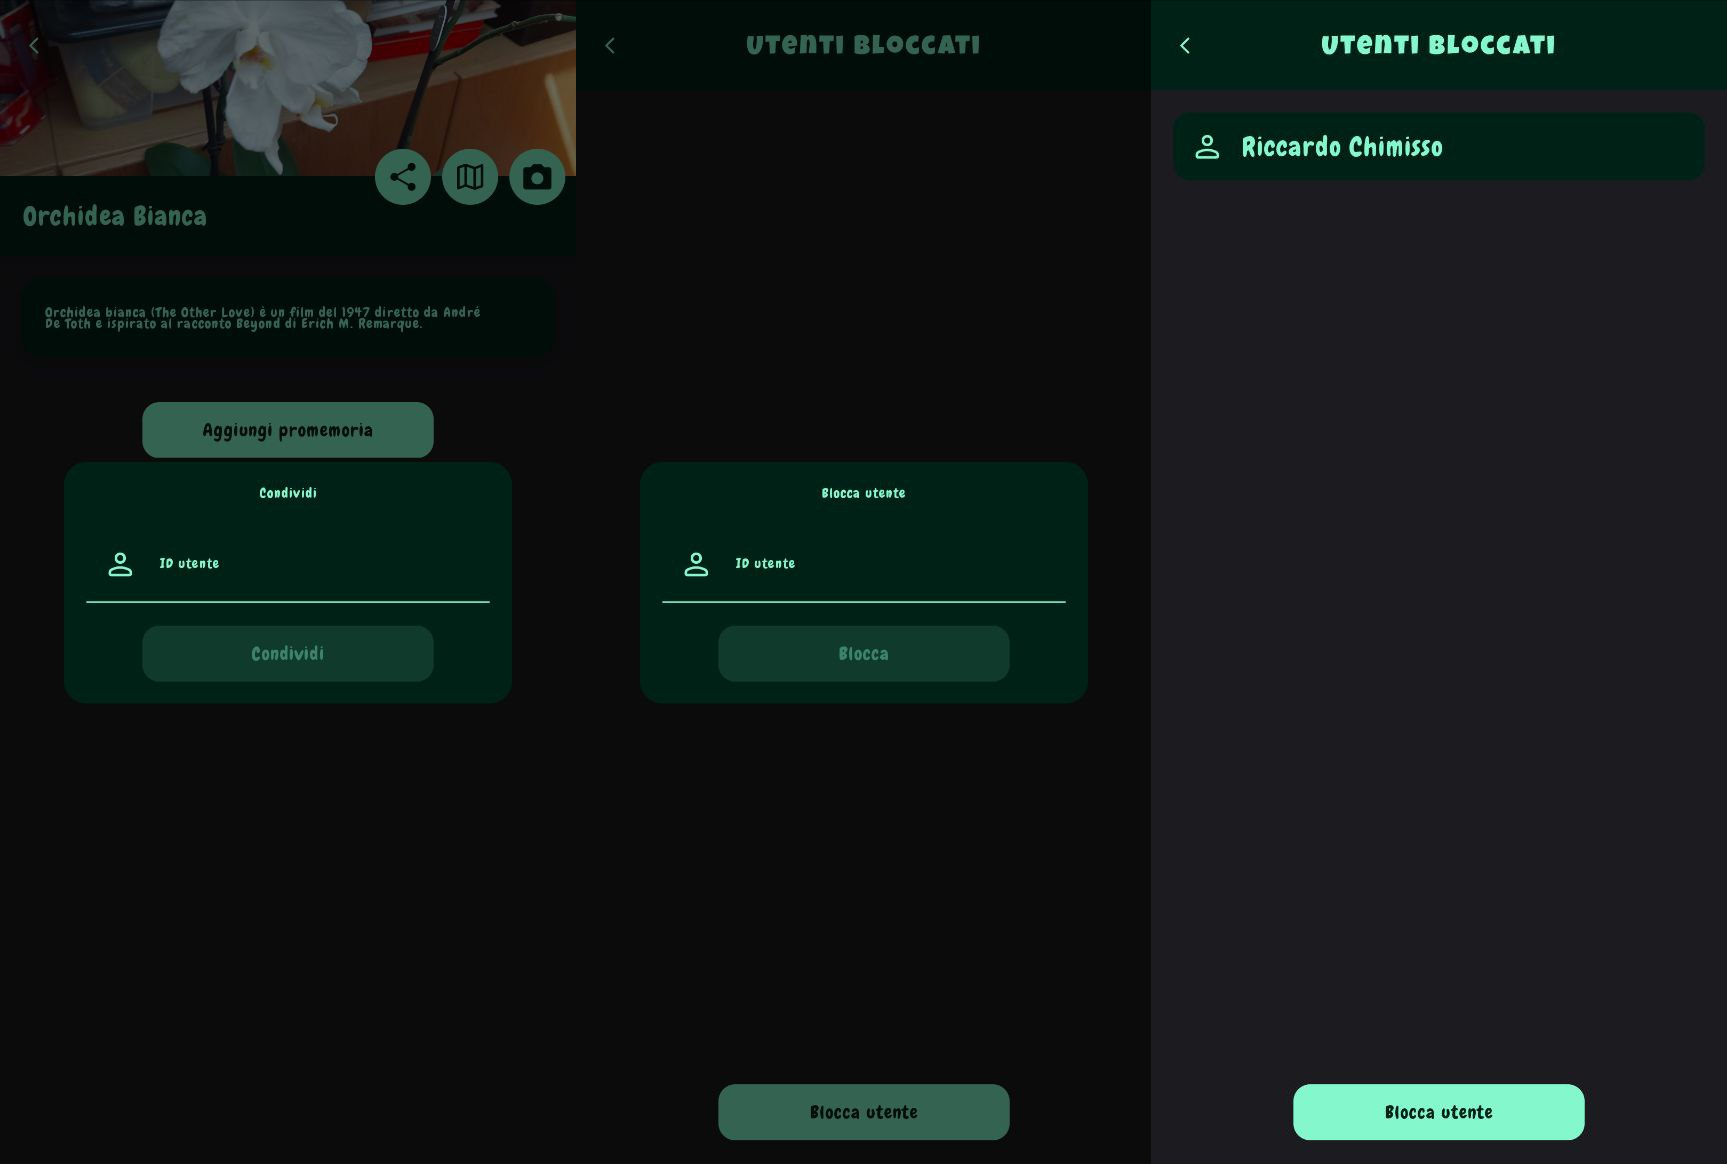 Orchidea Bianca
Orchidea bianca (The Other Love) è un film del 1947 diretto da André
De Toth e ispirato al racconto Beyond di Erich M. Remarque.
Aggiungi promemoria
Condividi
ID utente
Condividi
Utenti Bloccati
Blocca utente
ID utente
Blocca
Blocca utente
Utenti Bloccati
Riccardo Chimisso
Blocca utente